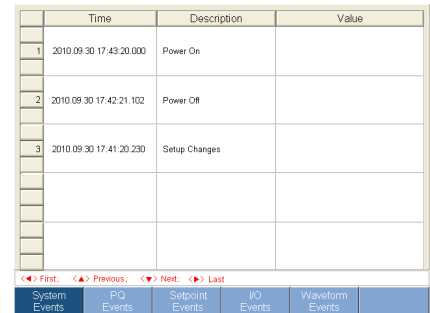 Time Description Value
1 2010.09.30 17:43:20.000 Power On
2 2010.09.30 17:42:21.102 Power Off
3 2010.09.30 17:41:20.230 Setup Changes
<◀> First; <▲> Previous; <▼> Next; <▶> Last
System Events PQ Events Setpoint Events I/O Events Waveform Events